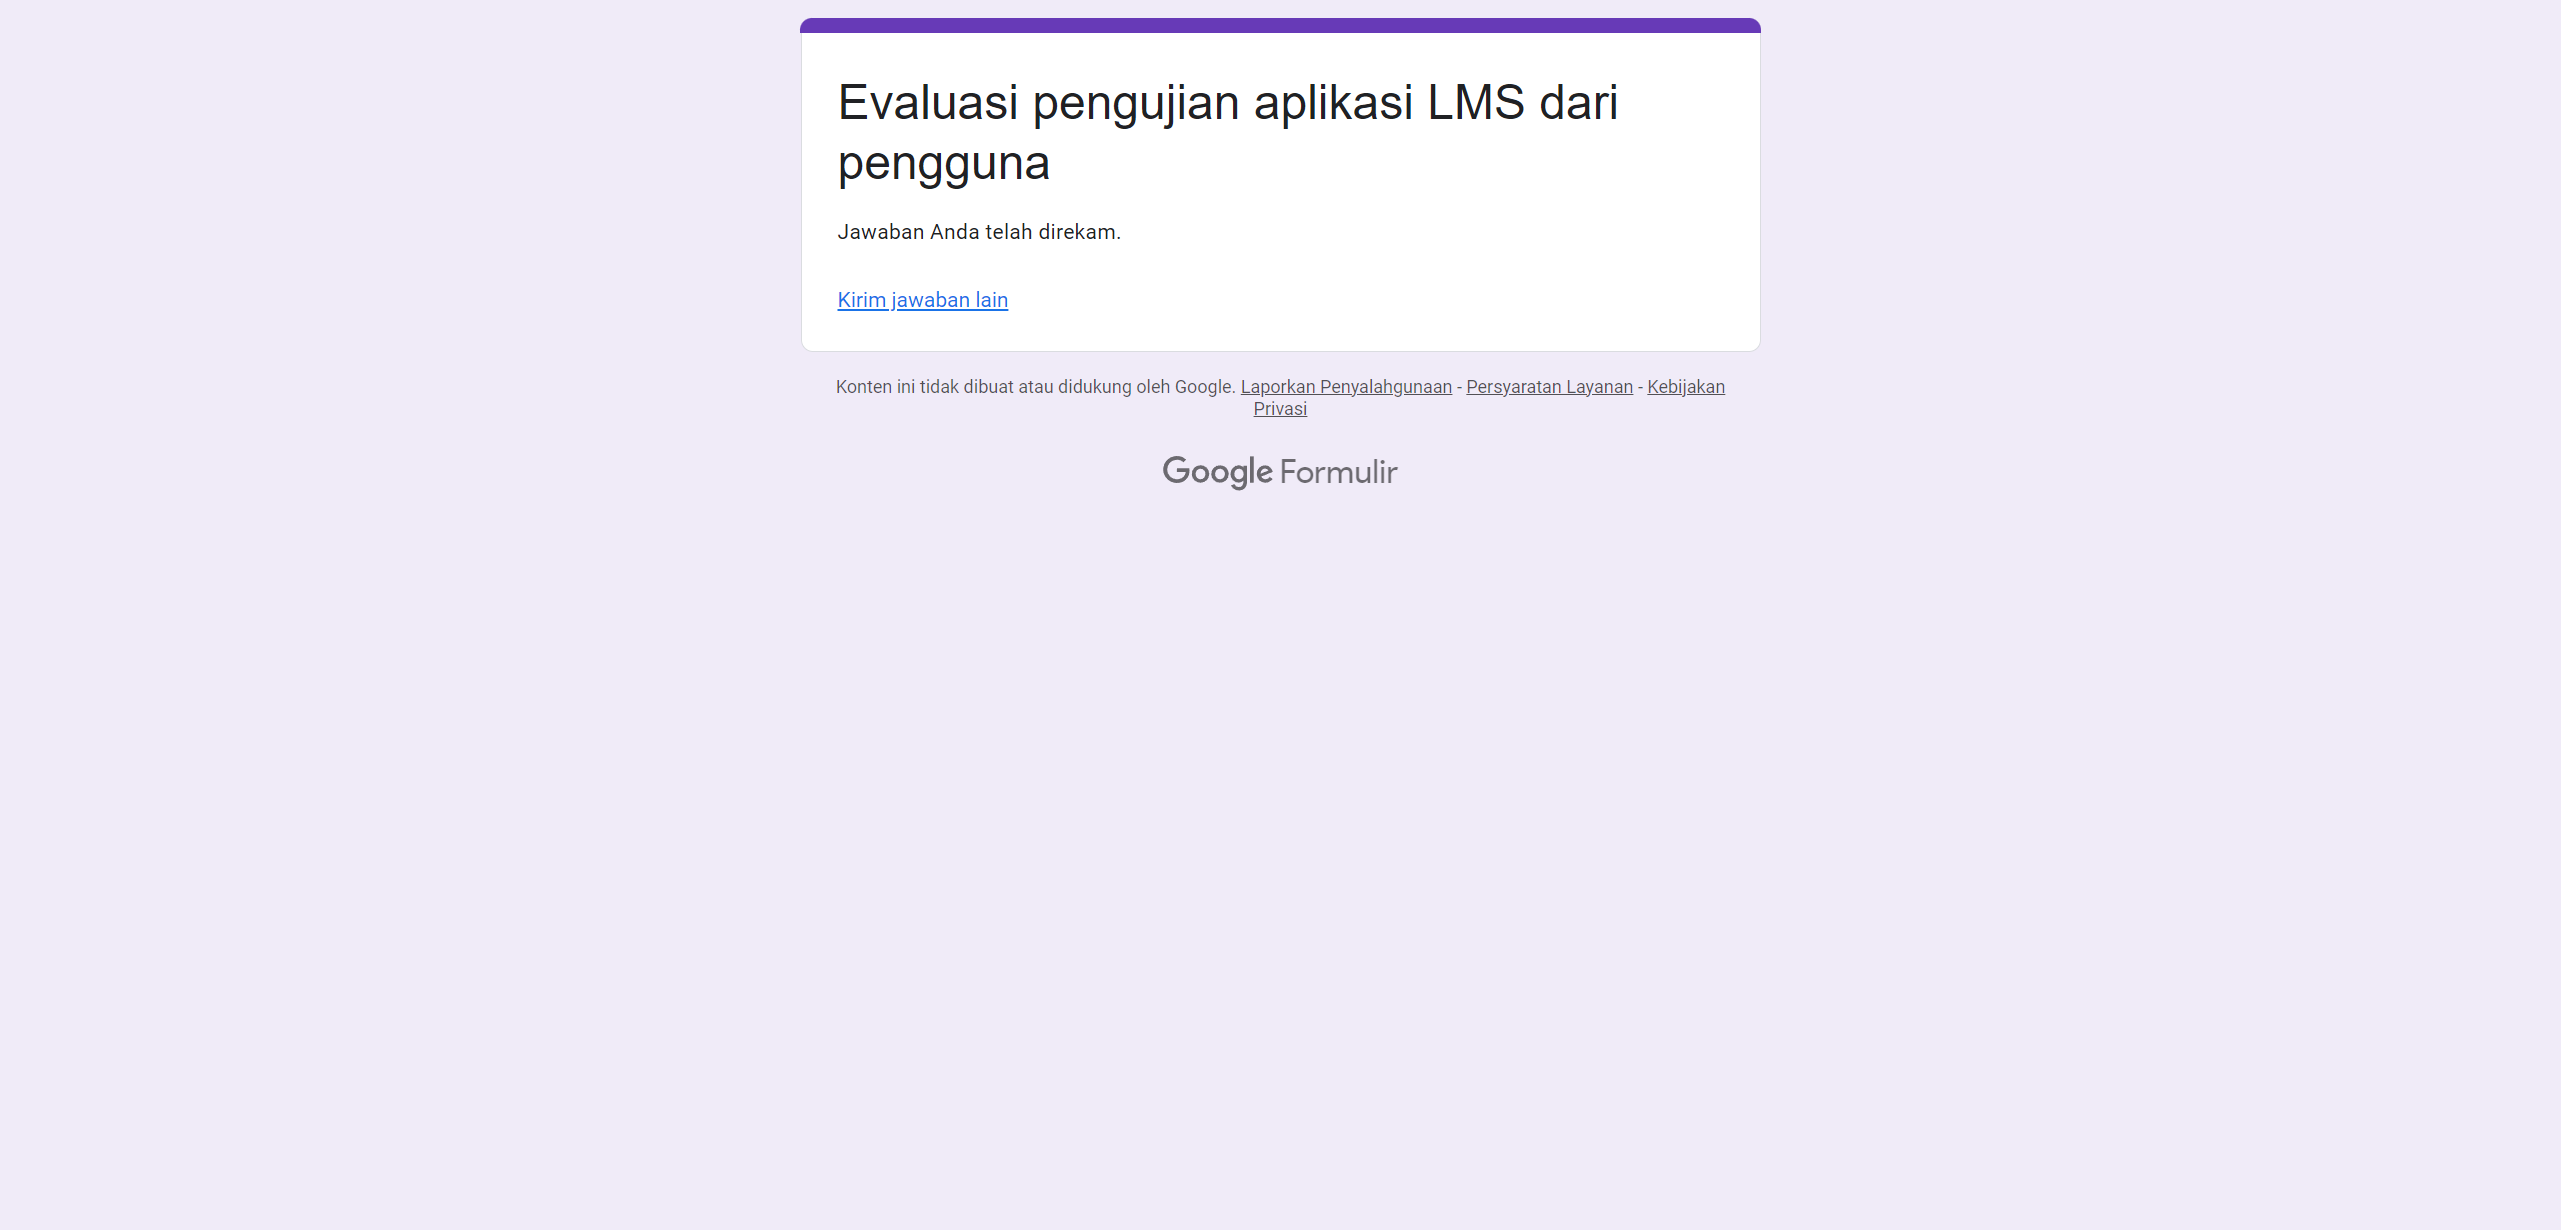 Evaluasi pengujian aplikasi LMS dari
pengguna
Jawaban Anda telah direkam.
Kirim jawaban lain
Konten ini tidak dibuat atau didukung oleh Google. Laporkan Penyalahgunaan - Persyaratan Layanan - Kebijakan
Privasi
Google Formulir